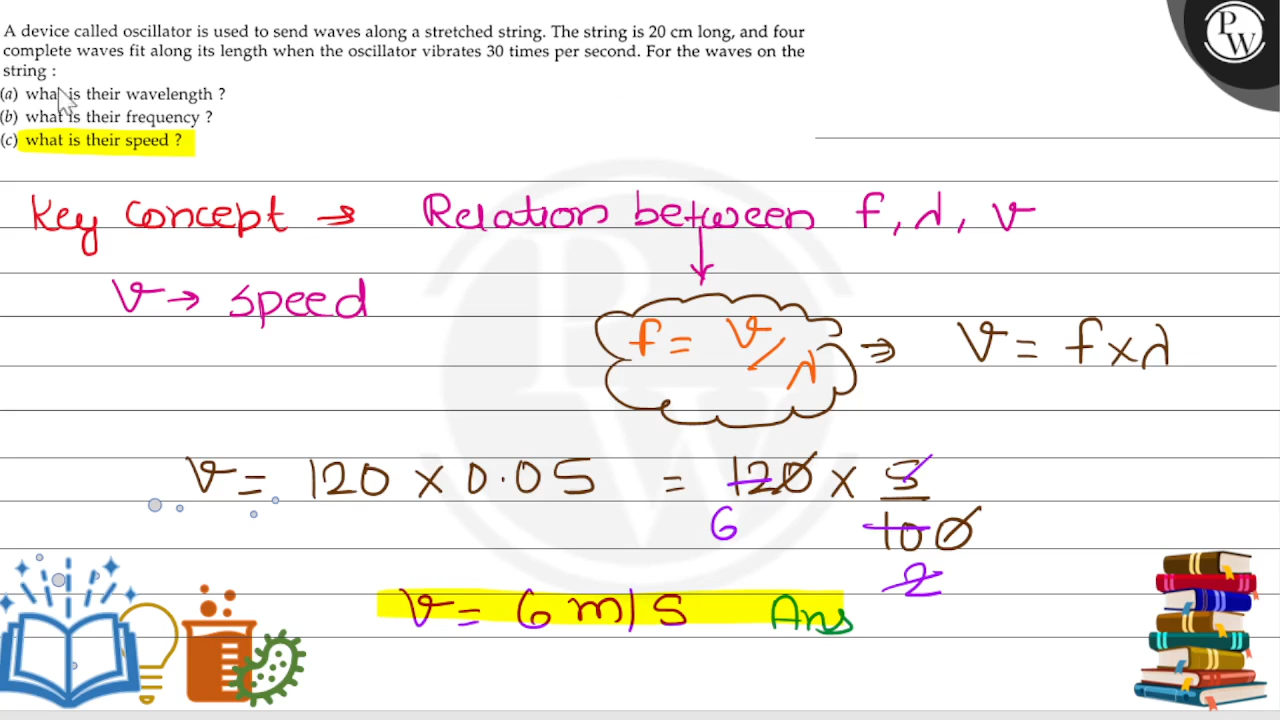 A device called oscillator is used to send waves along a stretched string. The string is 20 cm long, and four
complete waves fit along its length when the oscillator vibrates 30 times per second. For the waves on the
string :
(a) what is their wavelength ?
(b) what is their frequency ?
(c) what is their speed ?
PW
Key concept → Relation between f, λ, v
v → speed
f = v/λ ⇒ v = f x λ
v = 120 x 0.05 = 120 x 5/100
6
2
v = 6 m/s Ans